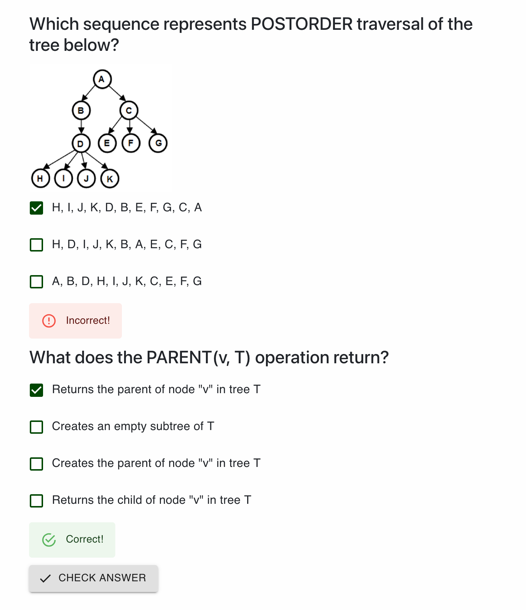 Which sequence represents POSTORDER traversal of the
tree below?
A
B C
D E F G
H I J K
H, I, J, K, D, B, E, F, G, C, A
H, D, I, J, K, B, A, E, C, F, G
A, B, D, H, I, J, K, C, E, F, G
Incorrect!
What does the PARENT(v, T) operation return?
Returns the parent of node "v" in tree T
Creates an empty subtree of T
Creates the parent of node "v" in tree T
Returns the child of node "v" in tree T
Correct!
CHECK ANSWER